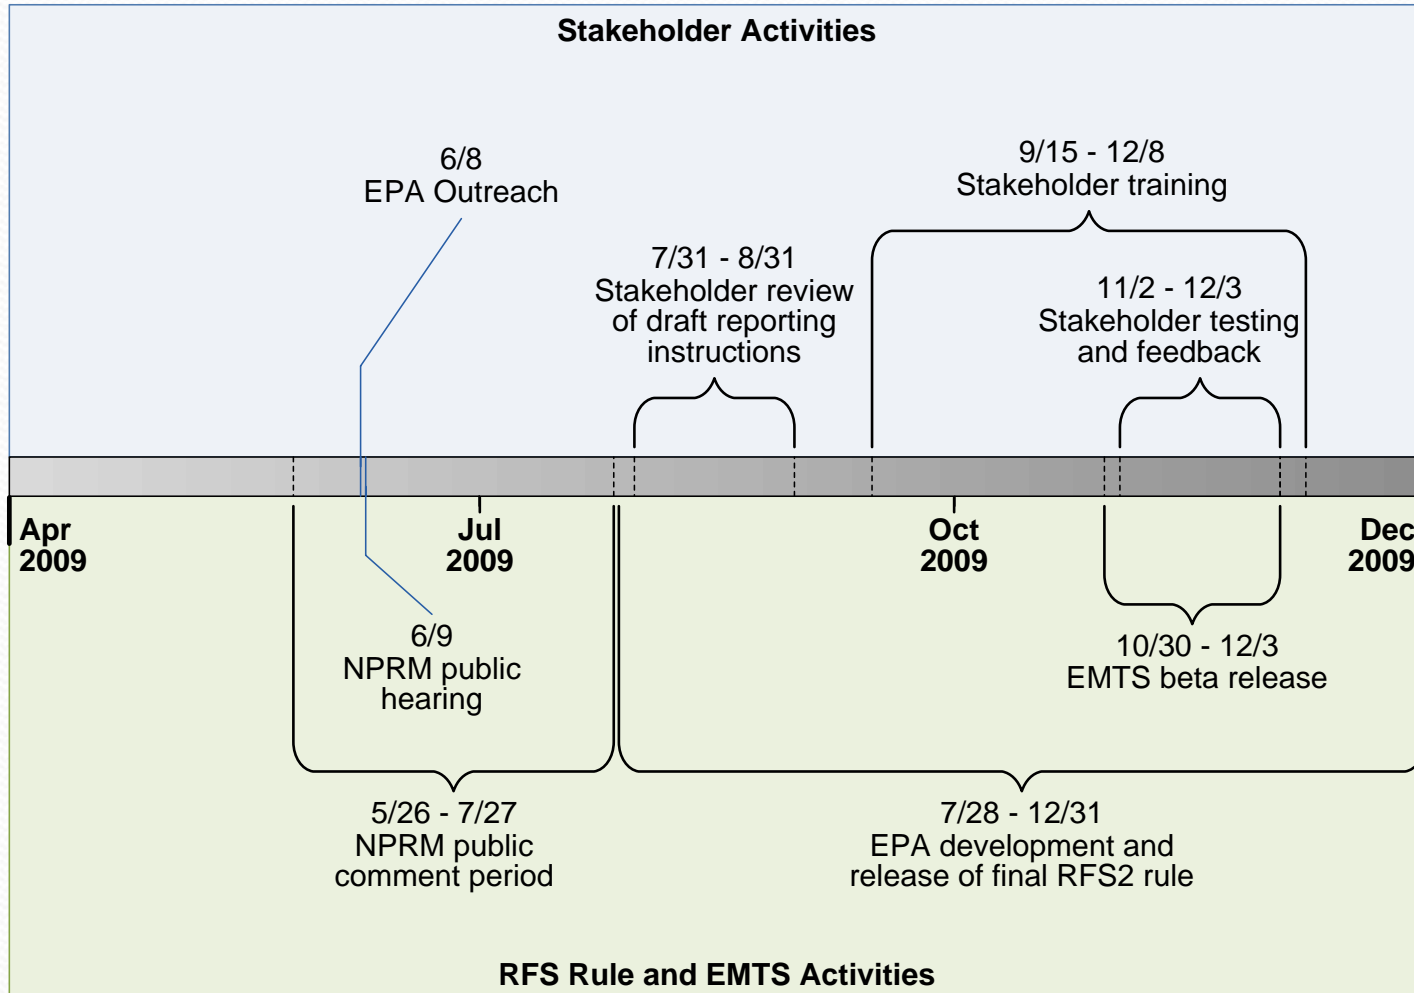 Stakeholder Activities
6/8
EPA Outreach
9/15 - 12/8
Stakeholder training
7/31 - 8/31
Stakeholder review
of draft reporting
instructions
11/2 - 12/3
Stakeholder testing
and feedback
Apr
2009
Jul
2009
Oct
2009
Dec
2009
6/9
NPRM public
hearing
10/30 - 12/3
EMTS beta release
5/26 - 7/27
NPRM public
comment period
7/28 - 12/31
EPA development and
release of final RFS2 rule
RFS Rule and EMTS Activities